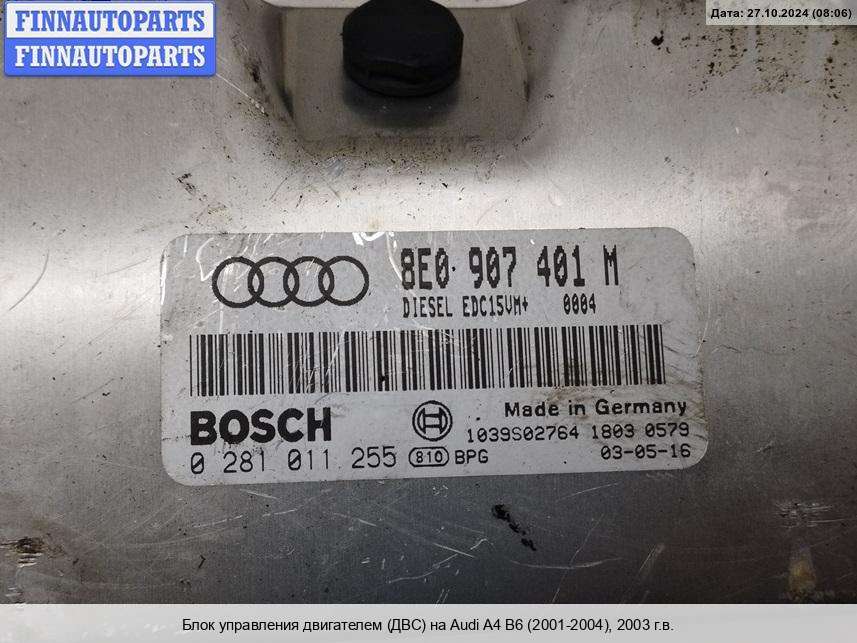 FINNAUTOPARTS
FINNAUTOPARTS
Дата: 27.10.2024 (08:06)
8E0 907 401 M
DIESEL EDC15VM+ 0004
BOSCH
Made in Germany
1039S02764 1803 0579
0 281 011 255 810 BPG 03-05-16
Блок управления двигателем (ДВС) на Audi A4 B6 (2001-2004), 2003 г.в.